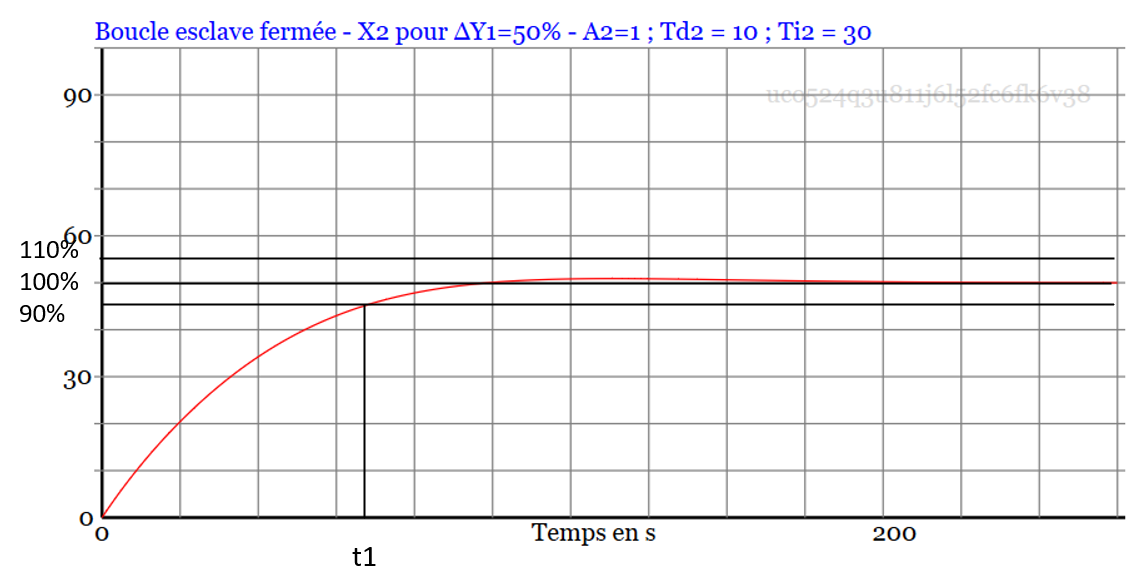 Boucle esclave fermée - X2 pour ΔY1=50% - A2=1 ; Td2 = 10 ; Ti2 = 30
uco524q3u811j6l52fc6fk6v38
90
60
110%
100%
90%
30
0
0
Temps en s
200
t1